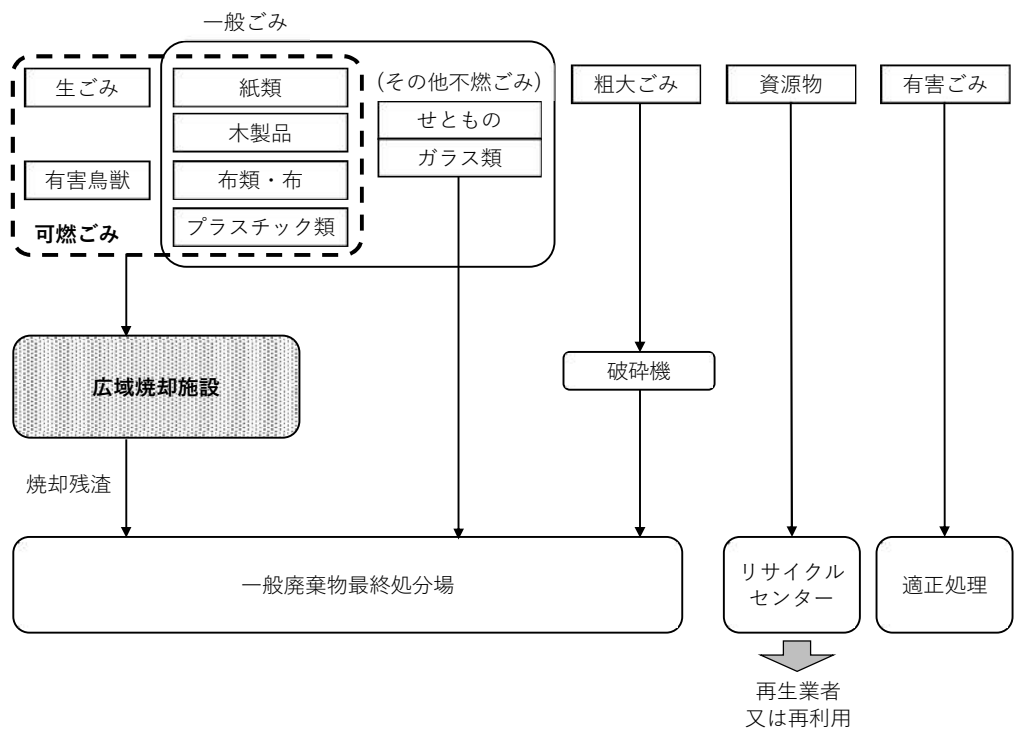 一般ごみ
生ごみ
紙類
(その他不燃ごみ)
粗大ごみ
資源物
有害ごみ
せともの
木製品
ガラス類
有害鳥獣
布類・布
プラスチック類
可燃ごみ
広域焼却施設
破砕機
焼却残渣
一般廃棄物最終処分場
リサイクル
センター
適正処理
再生業者
又は再利用